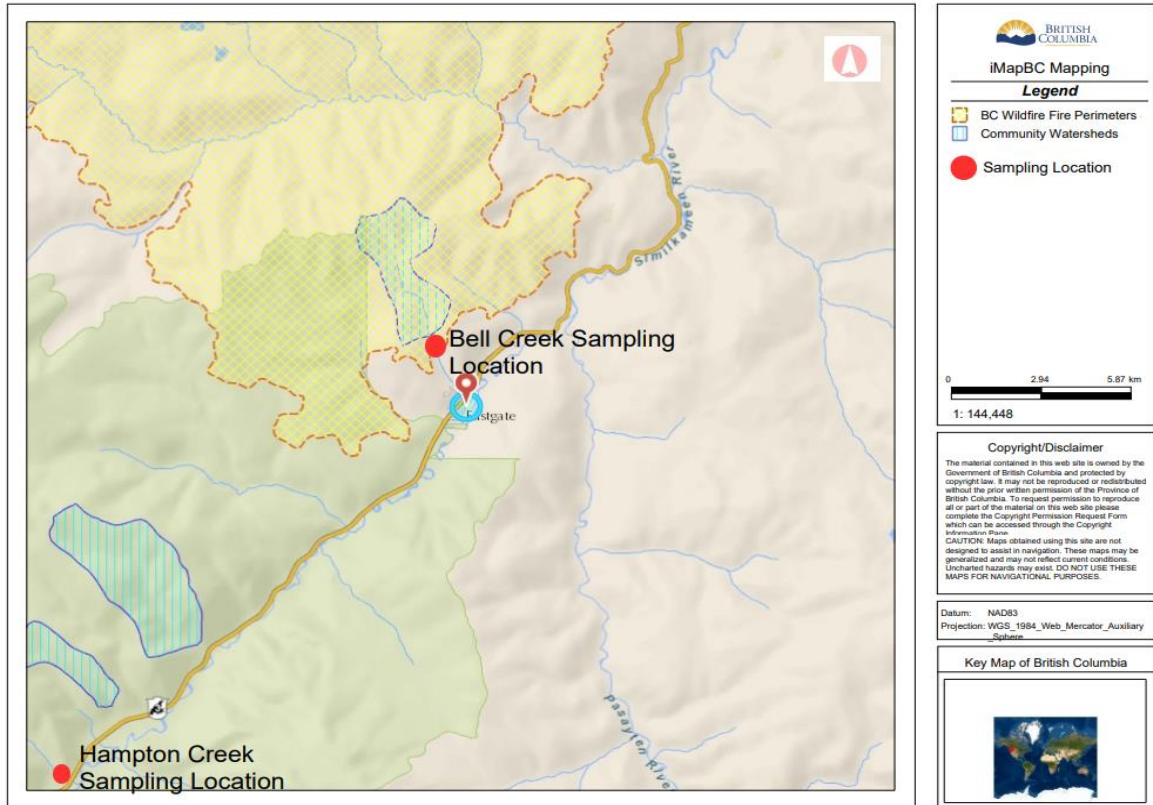 Similkameen River
Bell Creek Sampling
Location
Eastgate
Pasayten River
Hampton Creek
Sampling Location
BRITISH
COLUMBIA
iMapBC Mapping
Legend
BC Wildfire Fire Perimeters
Community Watersheds
Sampling Location
0 2.94 5.87 km
1: 144,448
Copyright/Disclaimer
The material contained in this web site is owned by the
Government of British Columbia and protected by
copyright law. It may not be reproduced or redistributed
without the prior written permission of the Province of
British Columbia. To request permission to reproduce
all or part of the material on this web site please
complete the Copyright Permission Request Form
which can be accessed through the Copyright
Information Page.
CAUTION: Maps obtained using this site are not
designed to assist in navigation. These maps may be
generalized and may not reflect current conditions.
Uncharted hazards may exist. DO NOT USE THESE
MAPS FOR NAVIGATIONAL PURPOSES.
Datum: NAD83
Projection: WGS_1984_Web_Mercator_Auxiliary
_Sphere
Key Map of British Columbia